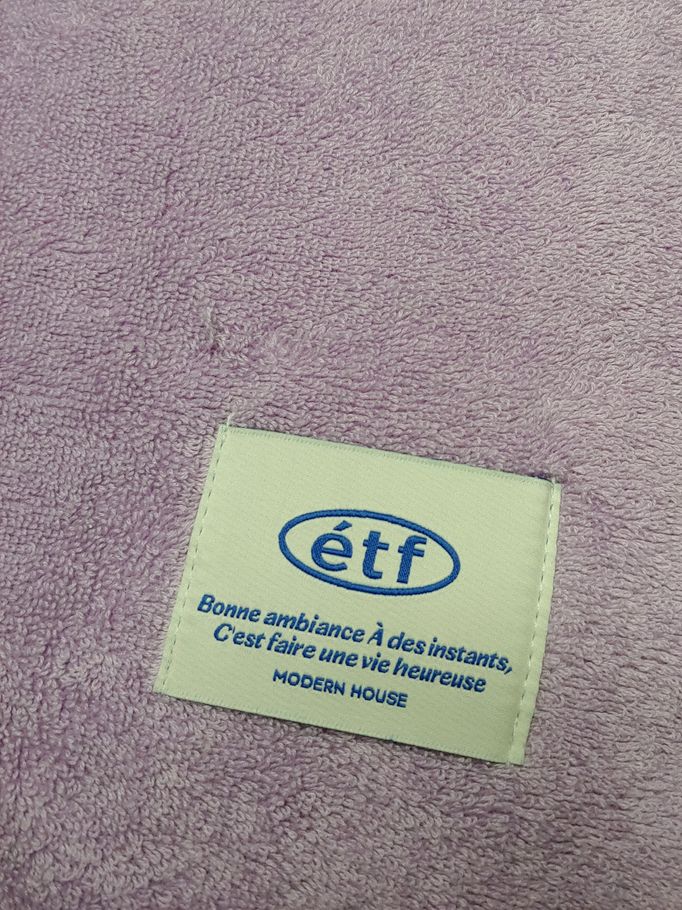 étf
Bonne ambiance À des instants,
C'est faire une vie heureuse
MODERN HOUSE